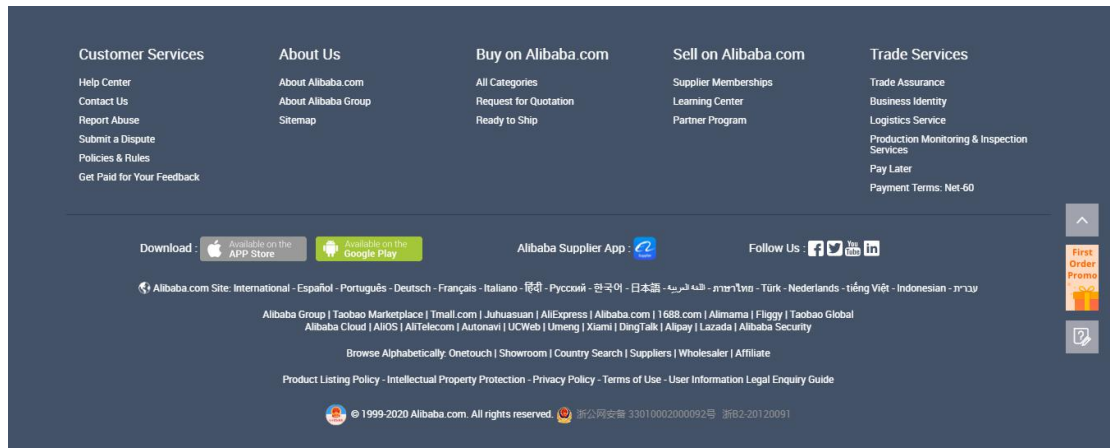 Customer Services
Help Center
Contact Us
Report Abuse
Submit a Dispute
Policies & Rules
Get Paid for Your Feedback
About Us
About Alibaba.com
About Alibaba Group
Sitemap
Buy on Alibaba.com
All Categories
Request for Quotation
Ready to Ship
Sell on Alibaba.com
Supplier Memberships
Learning Center
Partner Program
Trade Services
Trade Assurance
Business Identity
Logistics Service
Production Monitoring & Inspection
Services
Pay Later
Payment Terms: Net-60
Download :
Available on the
APP Store
Available on the
Google Play
Alibaba Supplier App :
Follow Us :
You
Tube
in
First
Order
Promo
Alibaba.com Site: International - Español - Português - Deutsch - Français - Italiano - हिंदी - Pусский - 한국어 - 日本語 - اللغة العربية - ภาษาไทย - Türk - Nederlands - tiếng Việt - Indonesian - עברית
Alibaba Group | Taobao Marketplace | Tmall.com | Juhuasuan | AliExpress | Alibaba.com | 1688.com | Alimama | Fliggy | Taobao Global
Alibaba Cloud | AliOS | AliTelecom | Autonavi | UCWeb | Umeng | Xiami | DingTalk | Alipay | Lazada | Alibaba Security
Browse Alphabetically: Onetouch | Showroom | Country Search | Suppliers | Wholesaler | Affiliate
Product Listing Policy - Intellectual Property Protection - Privacy Policy - Terms of Use - User Information Legal Enquiry Guide
© 1999-2020 Alibaba.com. All rights reserved. 浙公网安备 33010002000092号 浙B2-20120091